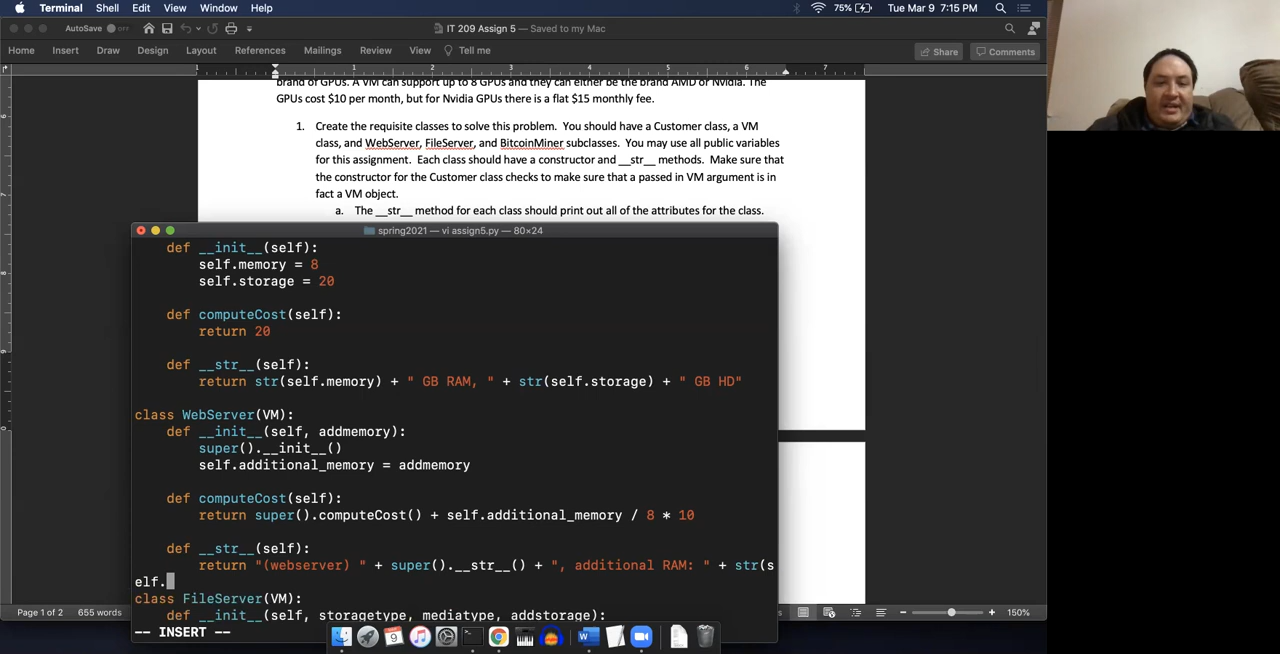 Terminal Shell Edit View Window Help 75% Tue Mar 9 7:15 PM
AutoSave OFF IT 209 Assign 5 — Saved to my Mac
Home Insert Draw Design Layout References Mailings Review View Tell me Share Comments
1 1 2 3 4 5 6 7
brand of GPUs. A VM can support up to 8 GPUs and they can either be the brand AMD or Nvidia. The
GPUs cost $10 per month, but for Nvidia GPUs there is a flat $15 monthly fee.
1. Create the requisite classes to solve this problem. You should have a Customer class, a VM
class, and WebServer, FileServer, and BitcoinMiner subclasses. You may use all public variables
for this assignment. Each class should have a constructor and __str__ methods. Make sure that
the constructor for the Customer class checks to make sure that a passed in VM argument is in
fact a VM object.
a. The __str__ method for each class should print out all of the attributes for the class.
spring2021 — vi assign5.py — 80×24
def __init__(self):
self.memory = 8
self.storage = 20
def computeCost(self):
return 20
def __str__(self):
return str(self.memory) + " GB RAM, " + str(self.storage) + " GB HD"
class WebServer(VM):
def __init__(self, addmemory):
super().__init__()
self.additional_memory = addmemory
def computeCost(self):
return super().computeCost() + self.additional_memory / 8 * 10
def __str__(self):
return "(webserver) " + super().__str__() + ", additional RAM: " + str(s
elf.
class FileServer(VM):
def __init__(self, storagetype, mediatype, addstorage):
-- INSERT --
Page 1 of 2 655 words 150%